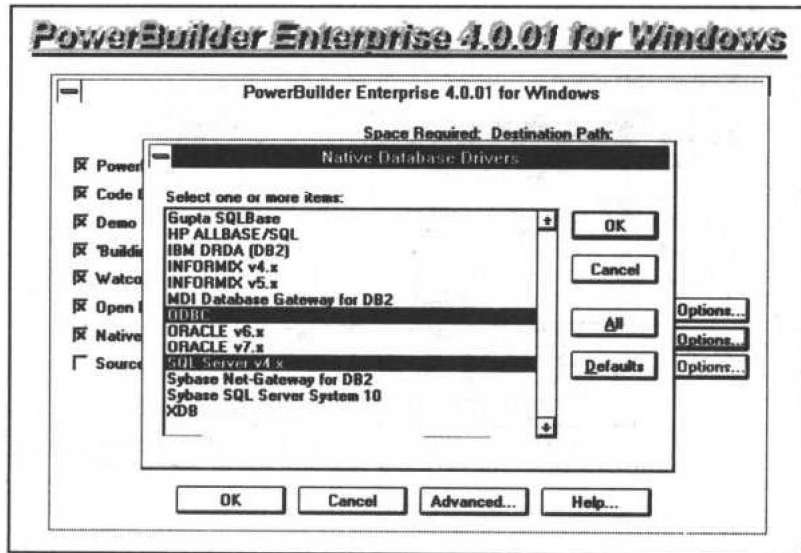 PowerBuilder Enterprise 4.0.01 for Windows
PowerBuilder Enterprise 4.0.01 for Windows
Space Required: Destination Path:
Native Database Drivers
Select one or more items:
Gupta SQLBase
HP ALLBASE/SQL
IBM DRDA (DB2)
INFORMIX v4.x
INFORMIX v5.x
MDI Database Gateway for DB2
ODBC
ORACLE v6.x
ORACLE v7.x
SQL Server v4.x
Sybase Net-Gateway for DB2
Sybase SQL Server System 10
XDB
OK
Cancel
All
Defaults
Power
Code
Demo
"Buildin
Watco
Open
Options...
Native
Options...
Source
Options...
OK Cancel Advanced... Help...